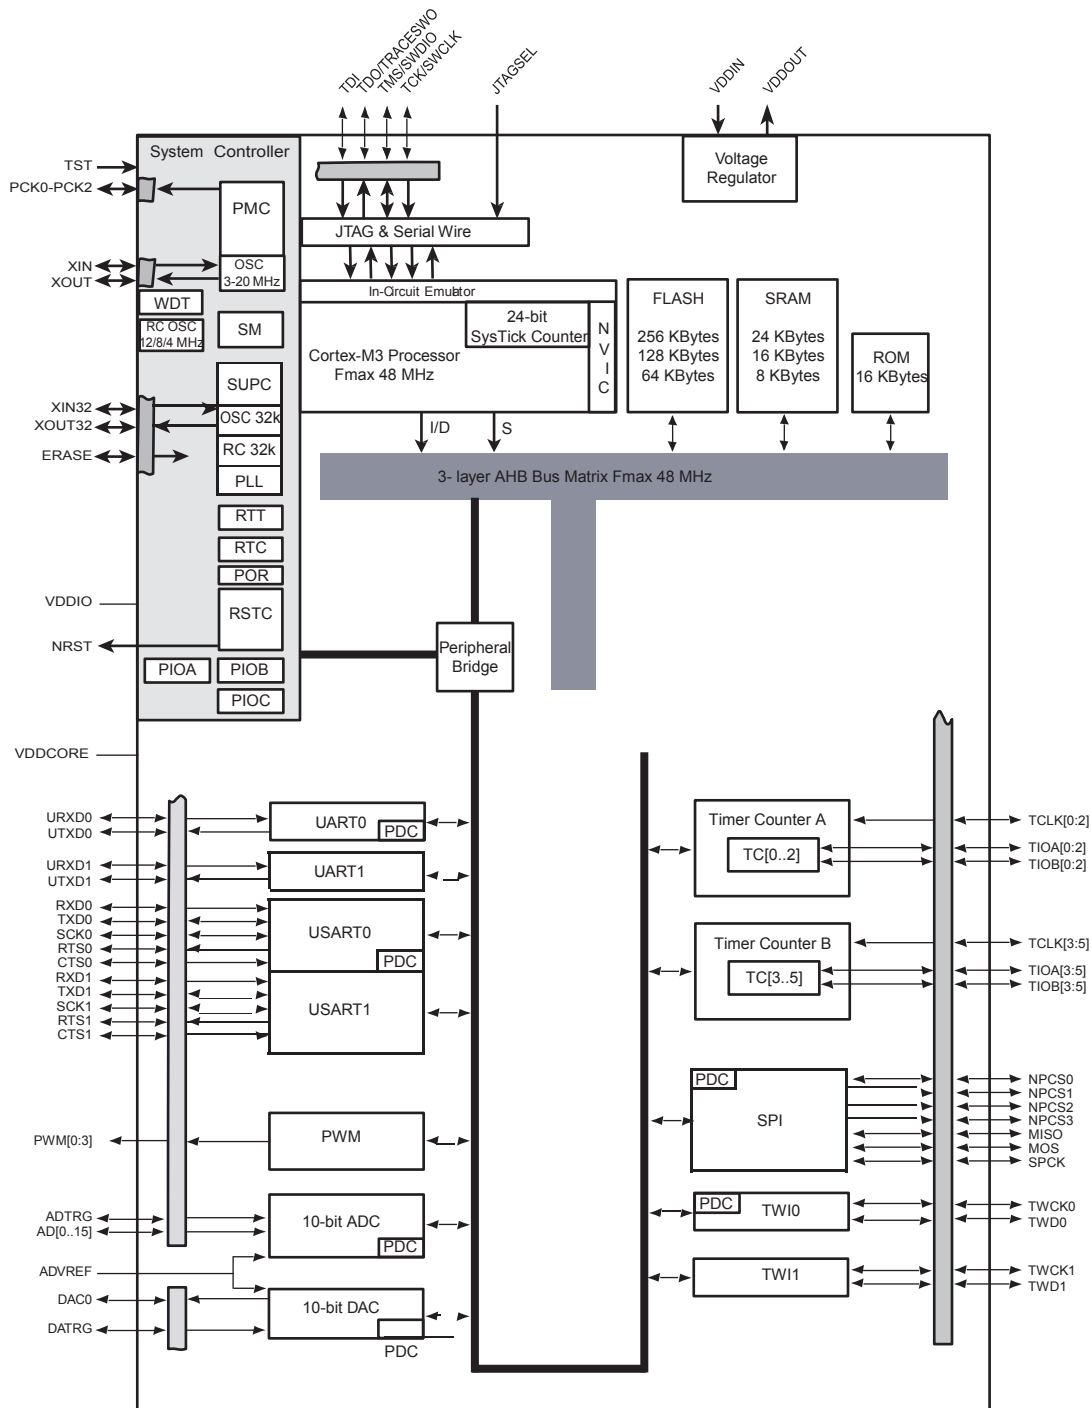 TDI
TDO/TRACESWO
TMS/SWDIO
TCK/SWCLK
JTAGSEL
VDDIN
VDDOUT
System Controller
TST
PCK0-PCK2
PMC
XIN
XOUT
OSC
3-20 MHz
WDT
RC OSC
12/8/4 MHz
SM
SUPC
XIN32
XOUT32
OSC 32k
ERASE
RC 32k
PLL
RTT
RTC
POR
VDDIO
RSTC
NRST
PIOA
PIOB
PIOC
VDDCORE
Voltage
Regulator
JTAG & Serial Wire
In-Circuit Emulator
24-bit
SysTick Counter
N
V
I
C
Cortex-M3 Processor
Fmax 48 MHz
FLASH
256 KBytes
128 KBytes
64 KBytes
SRAM
24 KBytes
16 KBytes
8 KBytes
ROM
16 KBytes
I/D
S
3- layer AHB Bus Matrix Fmax 48 MHz
Peripheral
Bridge
URXD0
UTXD0
UART0
PDC
URXD1
UTXD1
UART1
RXD0
TXD0
SCK0
RTS0
CTS0
USART0
PDC
RXD1
TXD1
SCK1
RTS1
CTS1
USART1
PWM[0:3]
PWM
ADTRG
AD[0..15]
10-bit ADC
PDC
ADVREF
DAC0
DATRG
10-bit DAC
PDC
Timer Counter A
TC[0..2]
TCLK[0:2]
TIOA[0:2]
TIOB[0:2]
Timer Counter B
TC[3..5]
TCLK[3:5]
TIOA[3:5]
TIOB[3:5]
PDC
SPI
NPCS0
NPCS1
NPCS2
NPCS3
MISO
MOS
SPCK
PDC
TWI0
TWCK0
TWD0
TWI1
TWCK1
TWD1